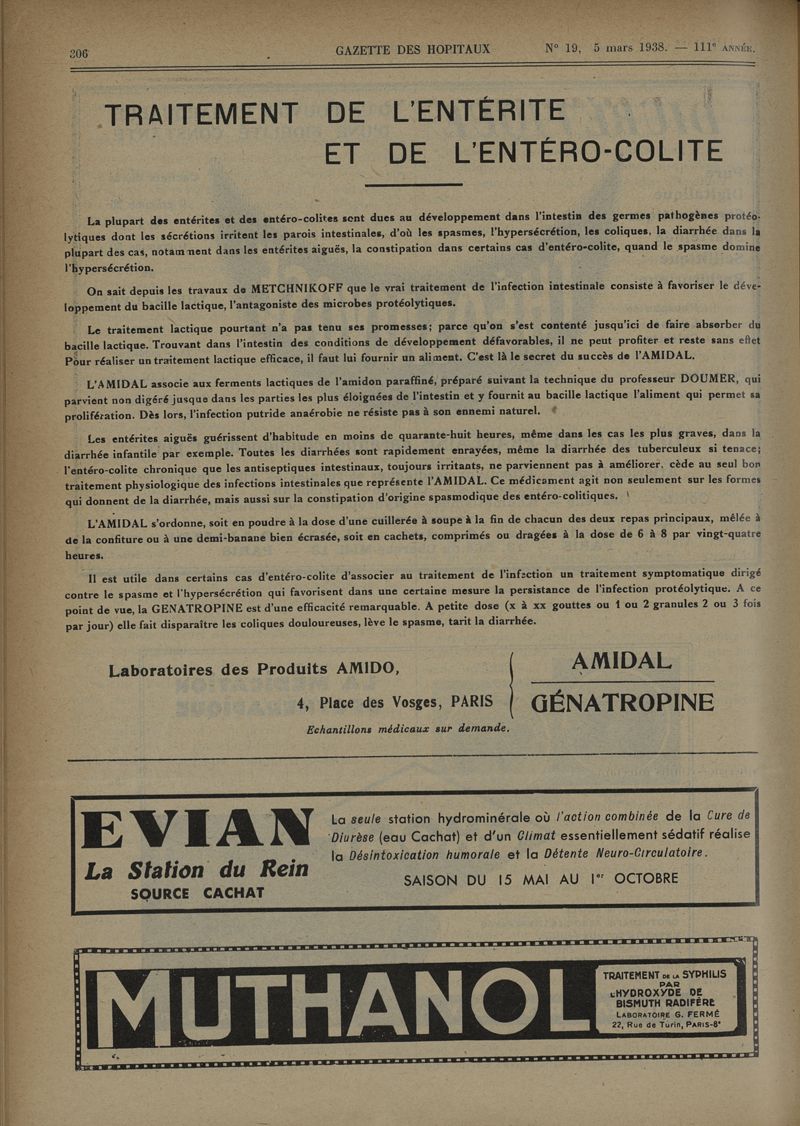 306
GAZETTE DES HOPITAUX
N° 19, 5 mars 1938. — 111e ANNÉE.
TRAITEMENT DE L'ENTÉRITE
ET DE L'ENTÉRO-COLITE
La plupart des entérites et des entéro-colites sont dues au développement dans l'intestin des germes pathogènes protéo-
lytiques dont les sécrétions irritent les parois intestinales, d'où les spasmes, l'hypersécrétion, les coliques, la diarrhée dans la
plupart des cas, notamment dans les entérites aiguës, la constipation dans certains cas d'entéro-colite, quand le spasme domine
l'hypersécrétion.
On sait depuis les travaux de METCHNIKOFF que le vrai traitement de l'infection intestinale consiste à favoriser le déve-
loppement du bacille lactique, l'antagoniste des microbes protéolytiques.
Le traitement lactique pourtant n'a pas tenu ses promesses; parce qu'on s'est contenté jusqu'ici de faire absorber du
bacille lactique. Trouvant dans l'intestin des conditions de développement défavorables, il ne peut profiter et reste sans effet
Pour réaliser un traitement lactique efficace, il faut lui fournir un aliment. C'est là le secret du succès de l'AMIDAL.
L'AMIDAL associe aux ferments lactiques de l'amidon paraffiné, préparé suivant la technique du professeur DOUMER, qui
parvient non digéré jusque dans les parties les plus éloignées de l'intestin et y fournit au bacille lactique l'aliment qui permet sa
prolifération. Dès lors, l'infection putride anaérobie ne résiste pas à son ennemi naturel.
Les entérites aiguës guérissent d'habitude en moins de quarante-huit heures, même dans les cas les plus graves, dans la
diarrhée infantile par exemple. Toutes les diarrhées sont rapidement enrayées, même la diarrhée des tuberculeux si tenace;
l'entéro-colite chronique que les antiseptiques intestinaux, toujours irritants, ne parviennent pas à améliorer, cède au seul bon
traitement physiologique des infections intestinales que représente l'AMIDAL. Ce médicament agit non seulement sur les formes
qui donnent de la diarrhée, mais aussi sur la constipation d'origine spasmodique des entéro-colitiques.
L'AMIDAL s'ordonne, soit en poudre à la dose d'une cuillerée à soupe à la fin de chacun des deux repas principaux, mêlée à
de la confiture ou à une demi-banane bien écrasée, soit en cachets, comprimés ou dragées à la dose de 6 à 8 par vingt-quatre
heures.
Il est utile dans certains cas d'entéro-colite d'associer au traitement de l'infection un traitement symptomatique dirigé
contre le spasme et l'hypersécrétion qui favorisent dans une certaine mesure la persistance de l'infection protéolytique. A ce
point de vue, la GENATROPINE est d'une efficacité remarquable. A petite dose (x à xx gouttes ou 1 ou 2 granules 2 ou 3 fois
par jour) elle fait disparaître les coliques douloureuses, lève le spasme, tarit la diarrhée.
Laboratoires des Produits AMIDO,
4, Place des Vosges, PARIS
Echantillons médicaux sur demande.
AMIDAL
GÉNATROPINE
EVIAN
La Station du Rein
SOURCE CACHAT
La seule station hydrominérale où l'action combinée de la Cure de
Diurèse (eau Cachat) et d'un Climat essentiellement sédatif réalise
la Désintoxication humorale et la Détente Neuro-Circulatoire.
SAISON DU 15 MAI AU 1er OCTOBRE
MUTHANOL
TRAITEMENT DE LA SYPHILIS
PAR
L'HYDROXYDE DE
BISMUTH RADIFÈRE
LABORATOIRE G. FERMÉ
22, Rue de Turin, PARIS-8e